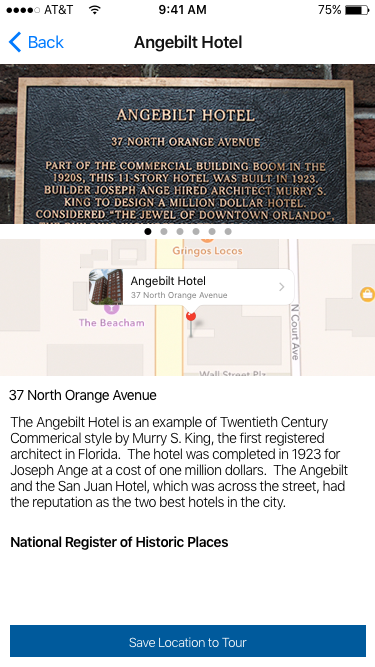 AT&T 9:41 AM 75%
Back Angebilt Hotel
ANGEBILT HOTEL
37 NORTH ORANGE AVENUE
PART OF THE COMMERCIAL BUILDING BOOM IN THE
1920S, THIS 11-STORY HOTEL WAS BUILT IN 1923.
BUILDER JOSEPH ANGE HIRED ARCHITECT MURRY S.
KING TO DESIGN A MILLION DOLLAR HOTEL.
CONSIDERED "THE JEWEL OF DOWNTOWN ORLANDO",
Gringos Locos
Angebilt Hotel
37 North Orange Avenue
The Beacham
N Court Ave
Wall Street Plz
37 North Orange Avenue
The Angebilt Hotel is an example of Twentieth Century
Commerical style by Murry S. King, the first registered
architect in Florida.  The hotel was completed in 1923 for
Joseph Ange at a cost of one million dollars.  The Angebilt
and the San Juan Hotel, which was across the street, had
the reputation as the two best hotels in the city.
National Register of Historic Places
Save Location to Tour